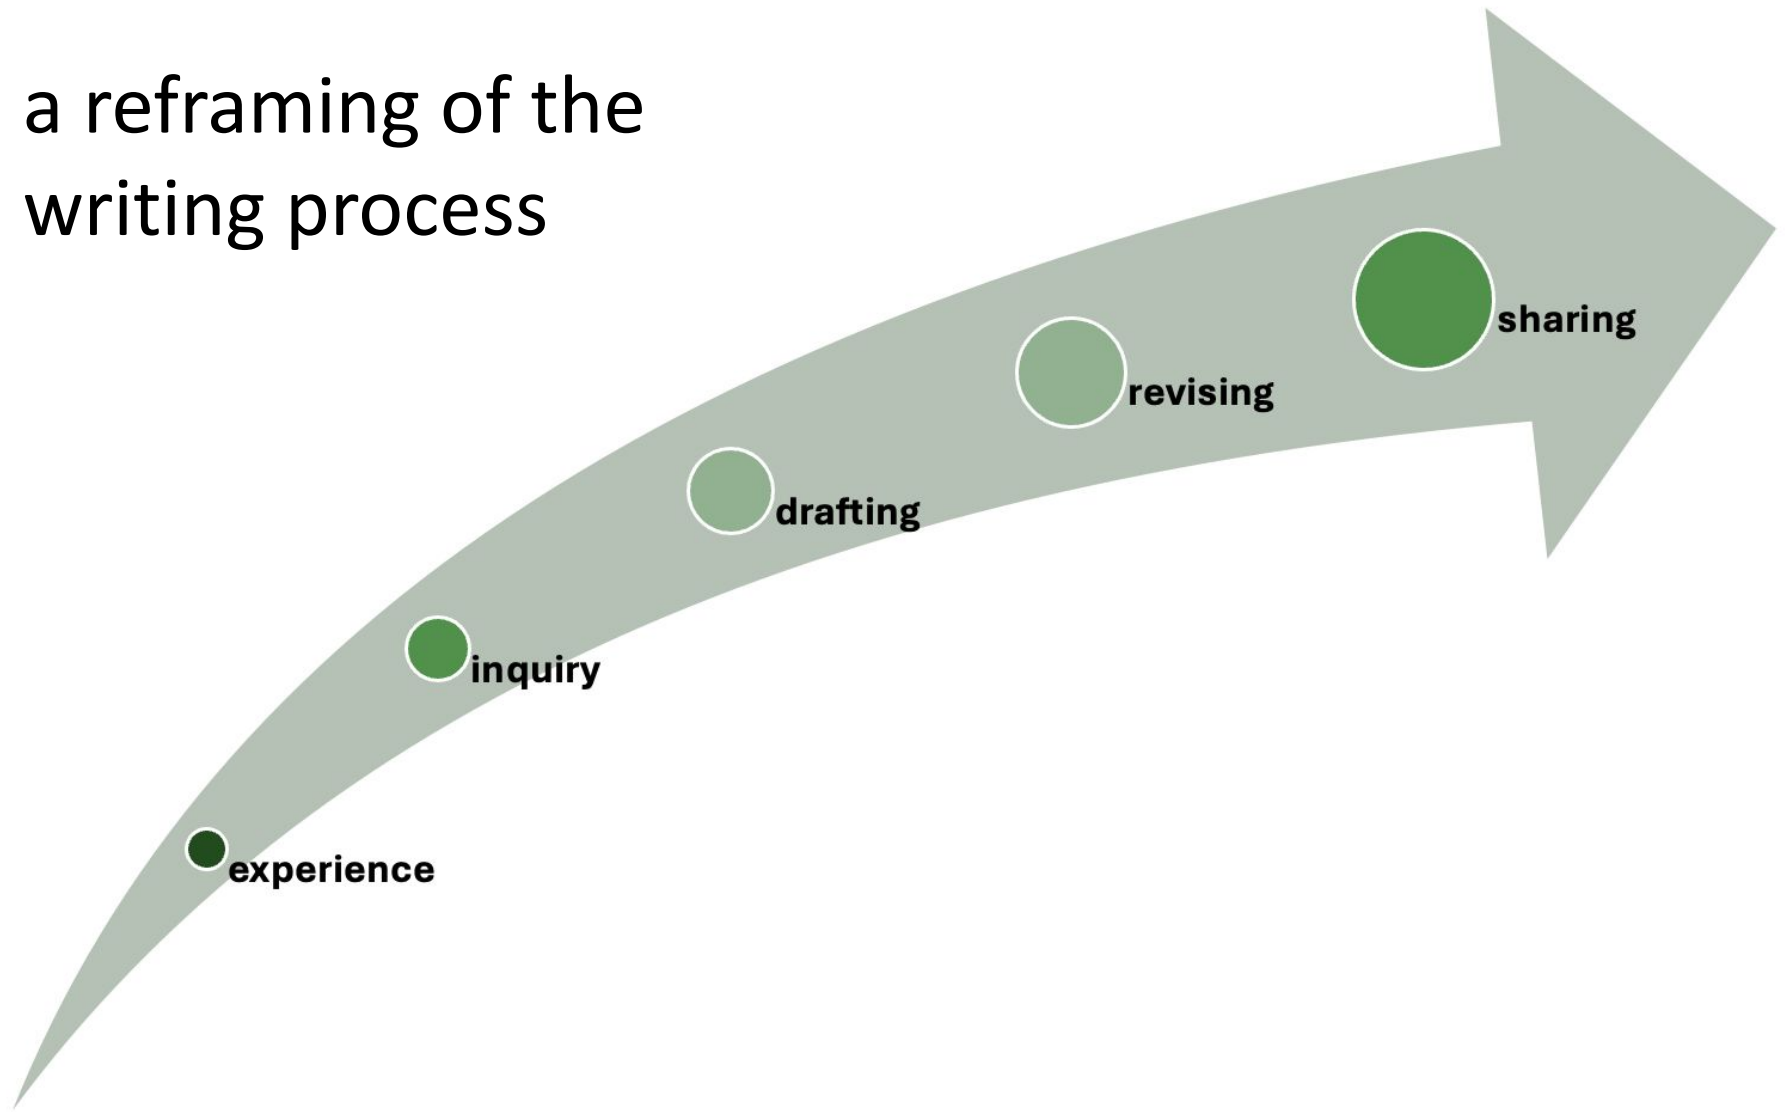 a reframing of the
writing process
sharing
revising
drafting
inquiry
experience